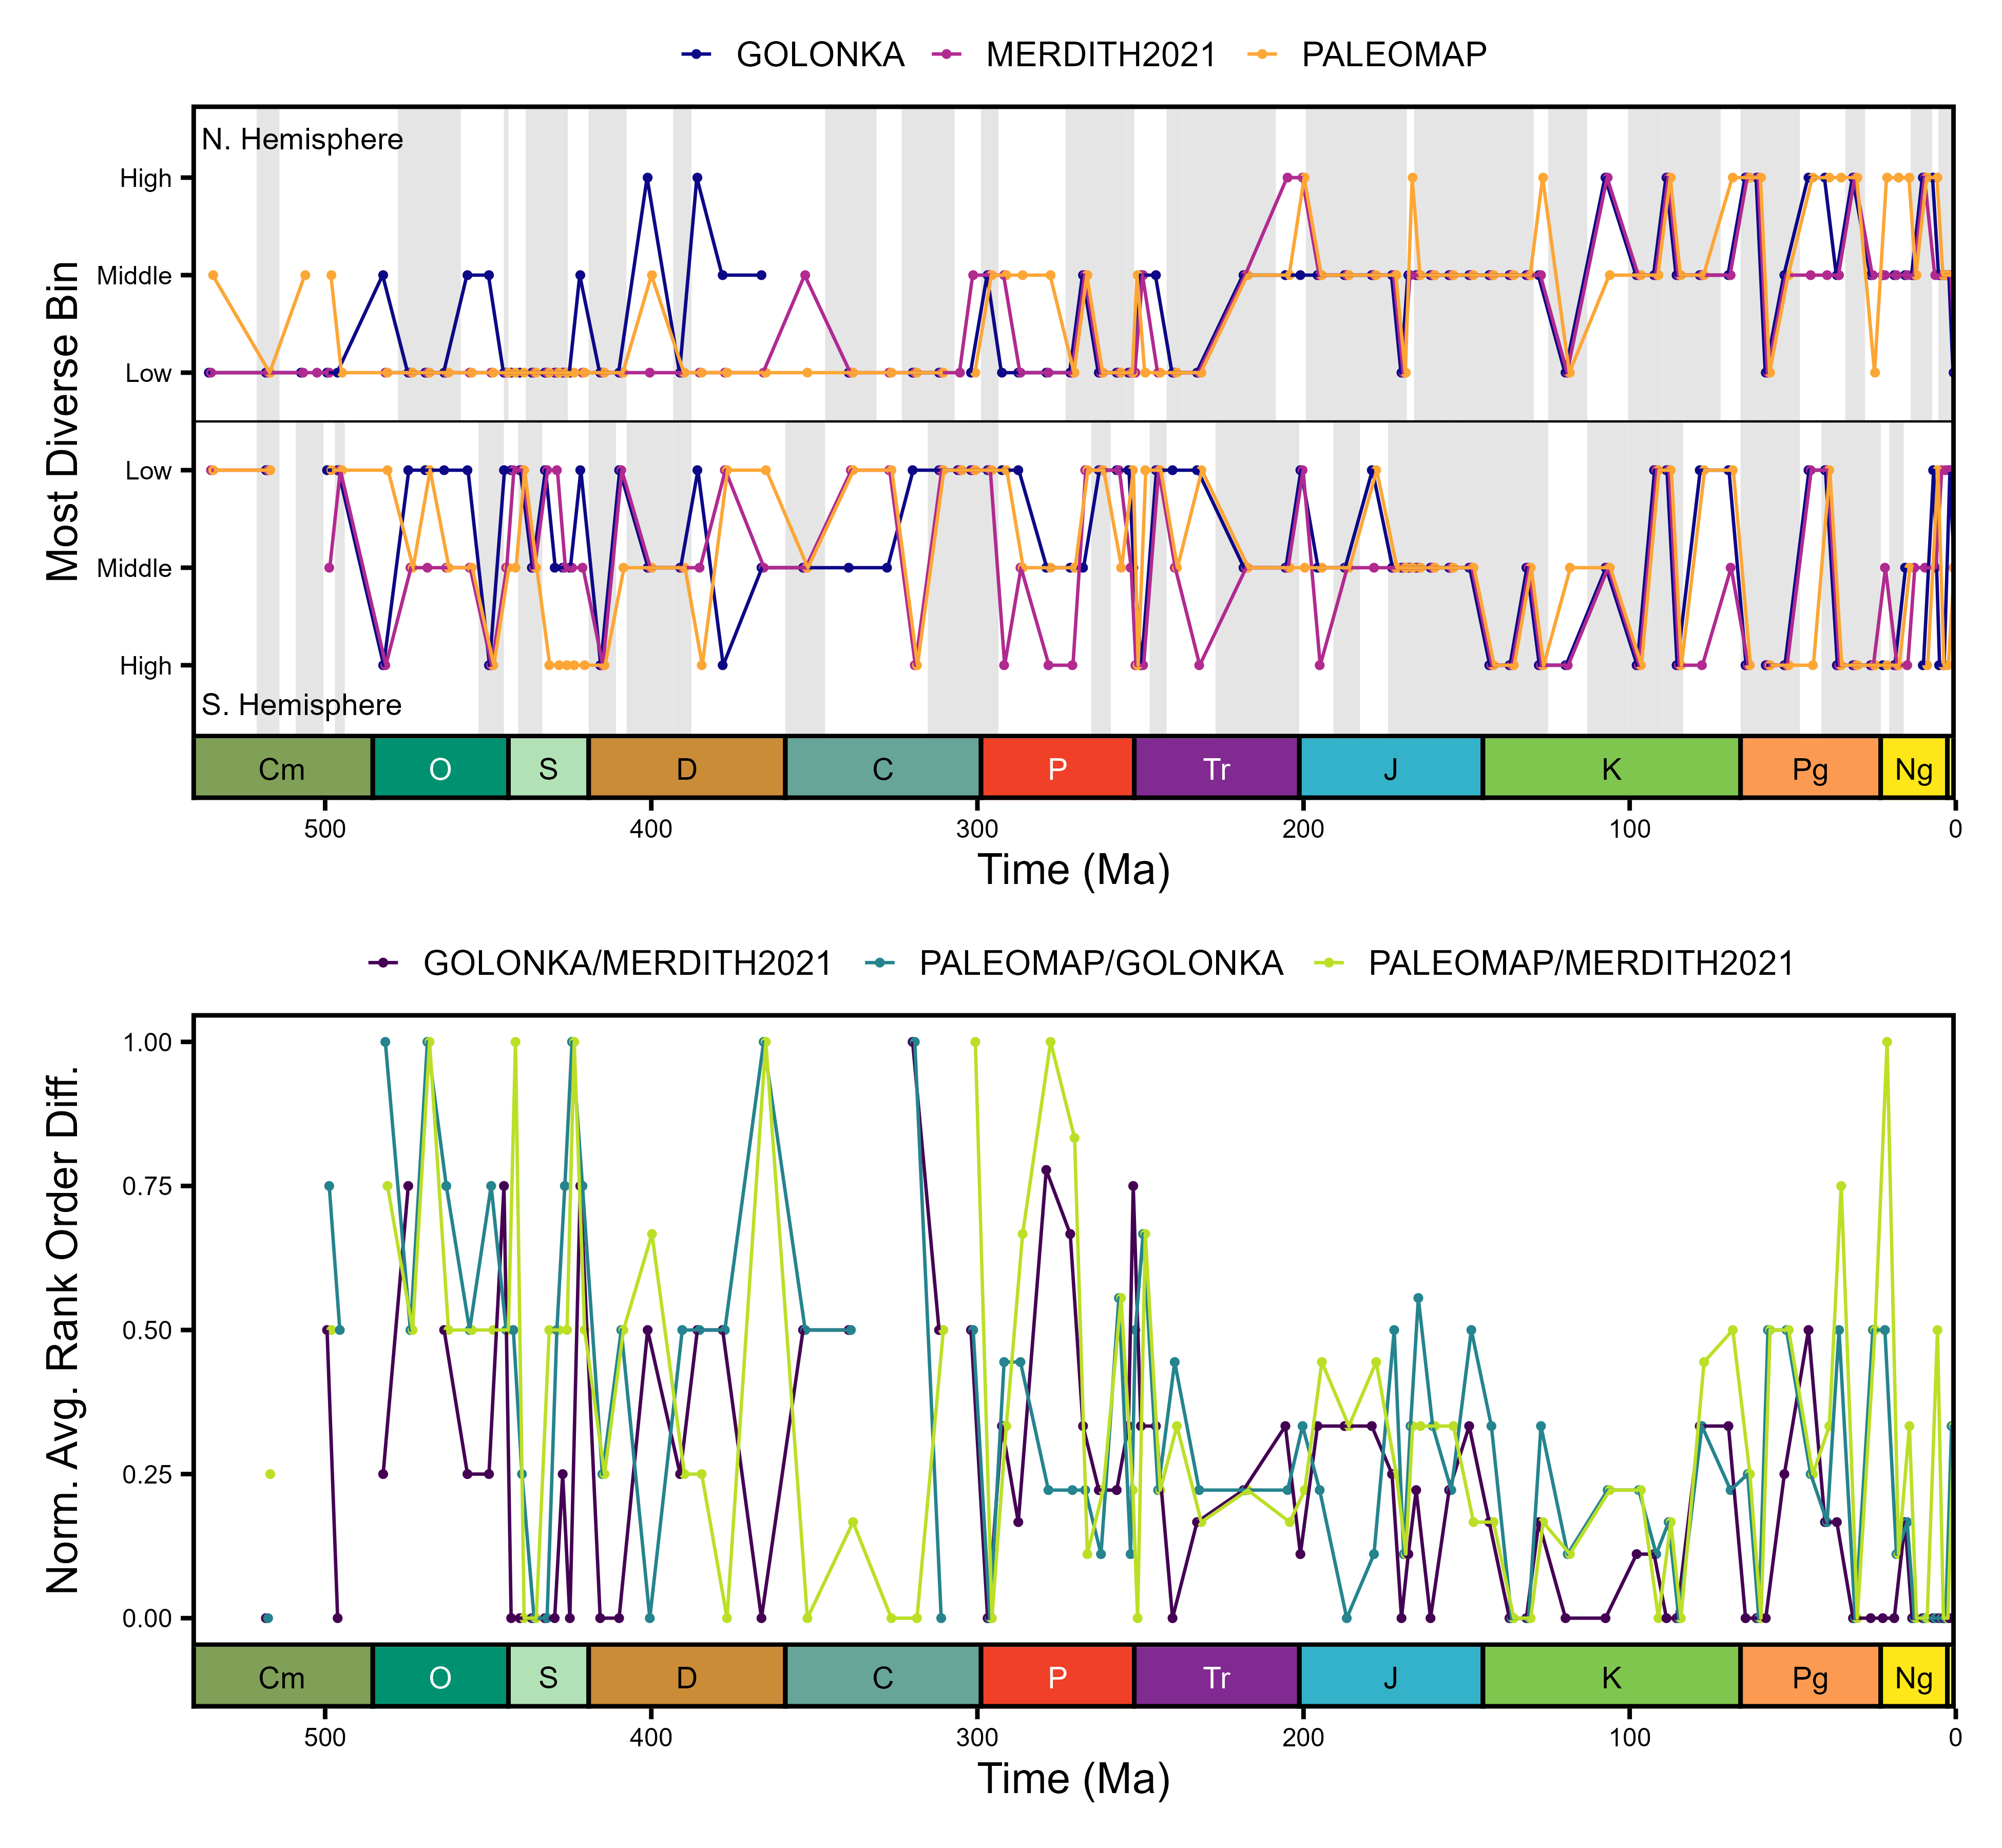 GOLONKA MERDITH2021 PALEOMAP
Most Diverse Bin
N. Hemisphere
High
Middle
Low
Low
Middle
High
S. Hemisphere
Cm O S D C P Tr J K Pg Ng
500 400 300 200 100 0
Time (Ma)
GOLONKA/MERDITH2021 PALEOMAP/GOLONKA PALEOMAP/MERDITH2021
Norm. Avg. Rank Order Diff.
1.00
0.75
0.50
0.25
0.00
Cm O S D C P Tr J K Pg Ng
500 400 300 200 100 0
Time (Ma)